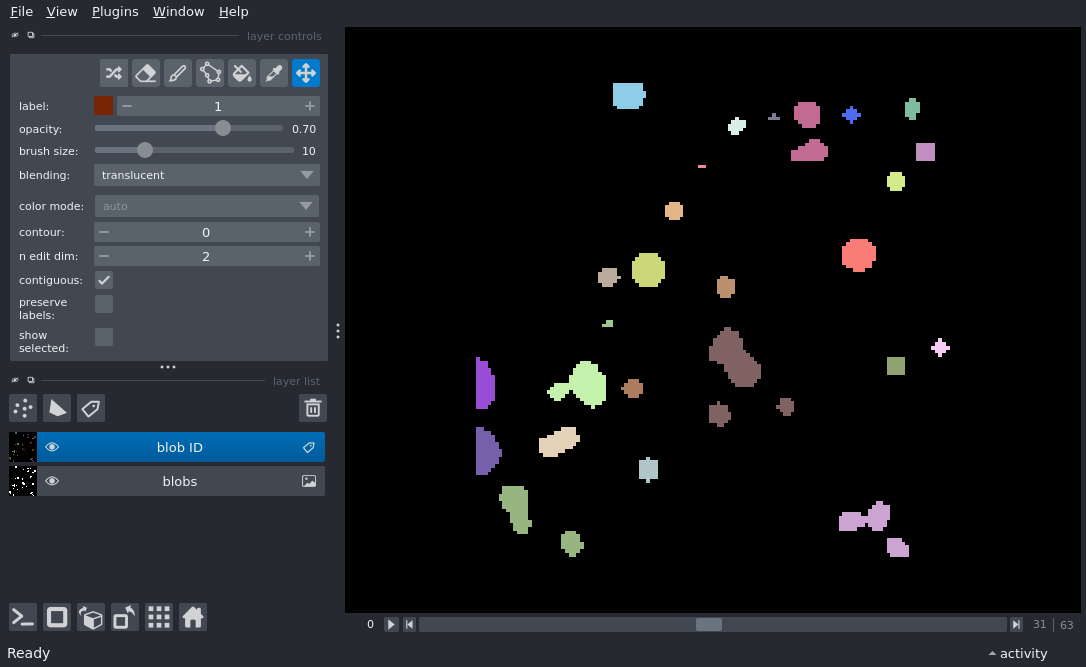 File View Plugins Window Help
layer controls
label: 1
opacity: 0.70
brush size: 10
blending: translucent
color mode: auto
contour: 0
n edit dim: 2
contiguous:
preserve
labels:
show
selected:
layer list
blob ID
blobs
0 31 63
Ready activity